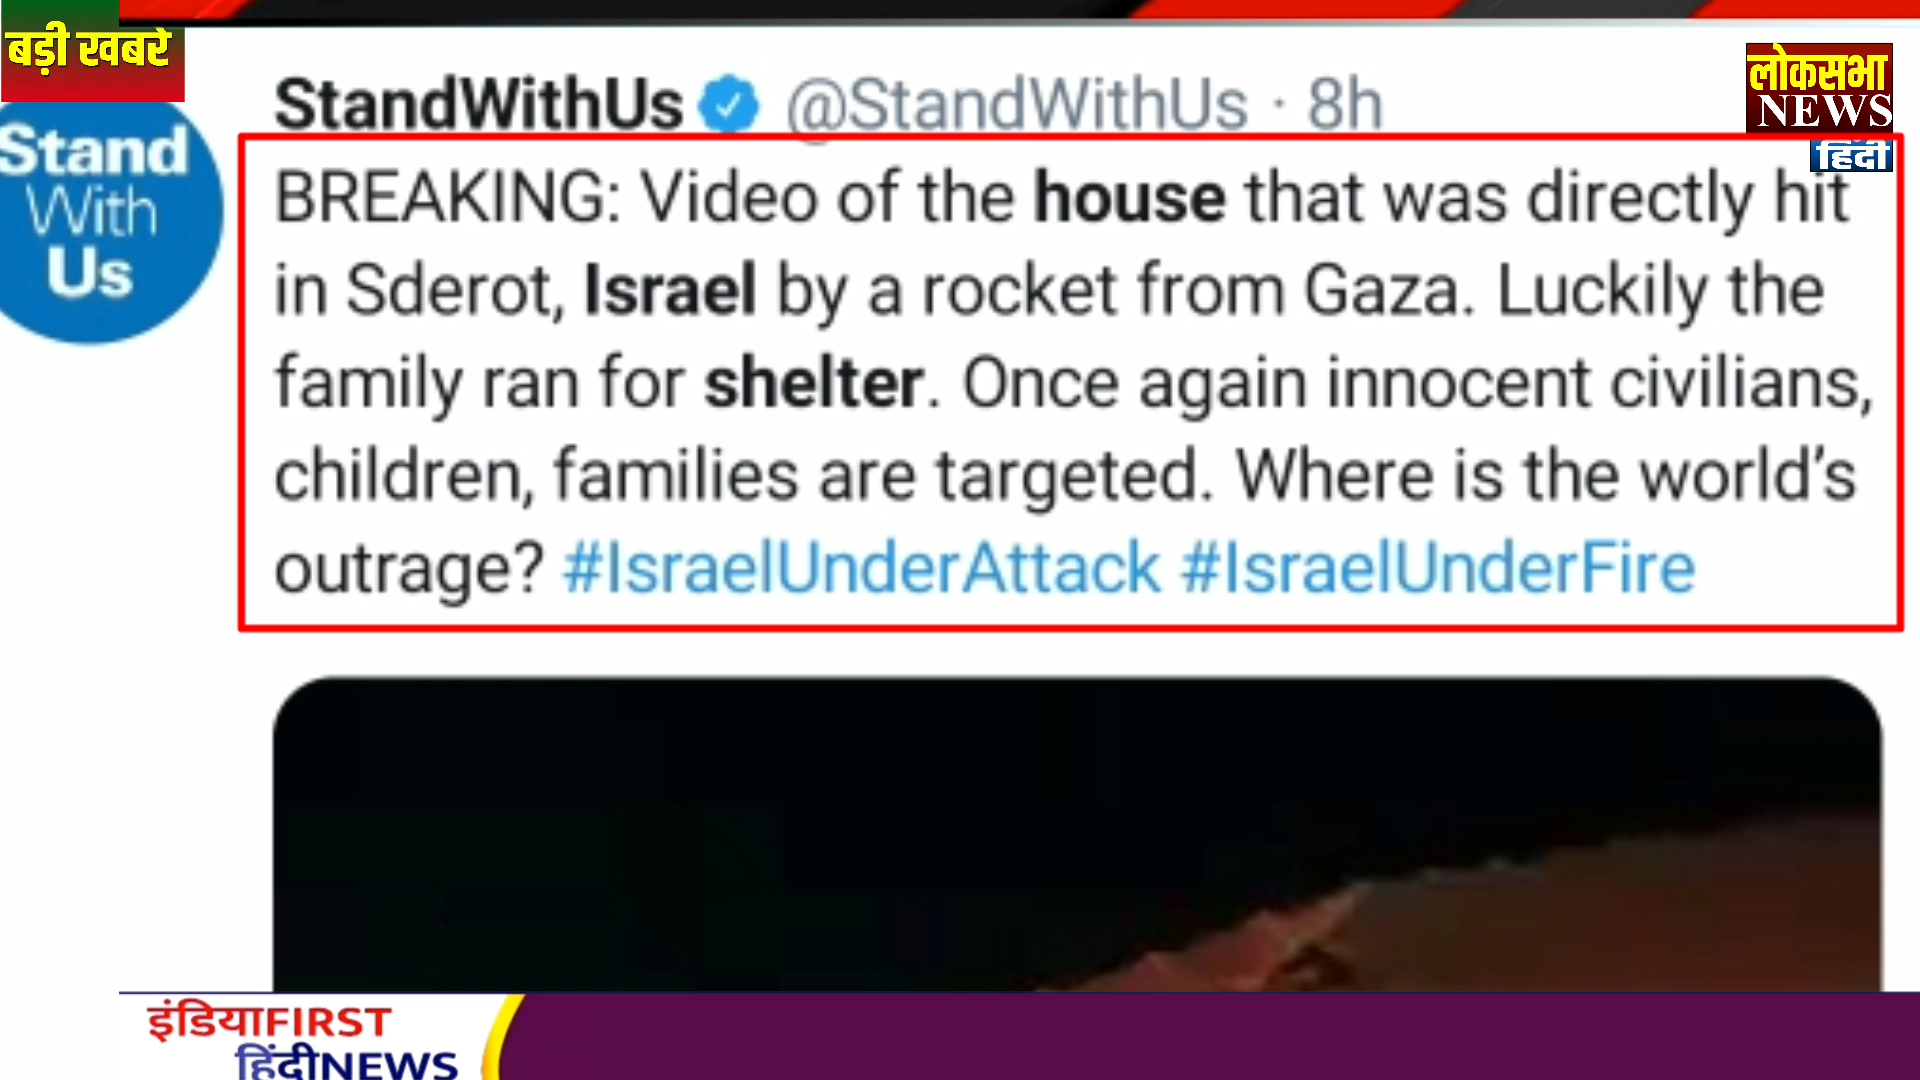 बड़ी खबरे
लोकसभा
NEWS
हिंदी
Stand
With
Us
StandWithUs @StandWithUs · 8h
BREAKING: Video of the house that was directly hit
in Sderot, Israel by a rocket from Gaza. Luckily the
family ran for shelter. Once again innocent civilians,
children, families are targeted. Where is the world’s
outrage? #IsraelUnderAttack #IsraelUnderFire
इंडियाFIRST
हिंदीNEWS